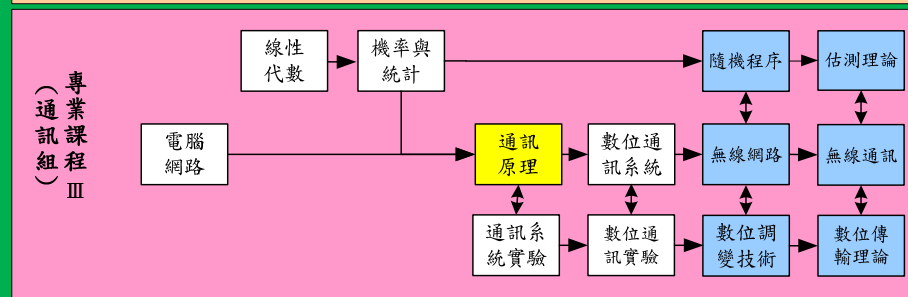 專業課程 III
(通訊組)
線性
代數
機率與
統計
隨機程序
估測理論
電腦
網路
通訊
原理
數位通
訊系統
無線網路
無線通訊
通訊系
統實驗
數位通
訊實驗
數位調
變技術
數位傳
輸理論